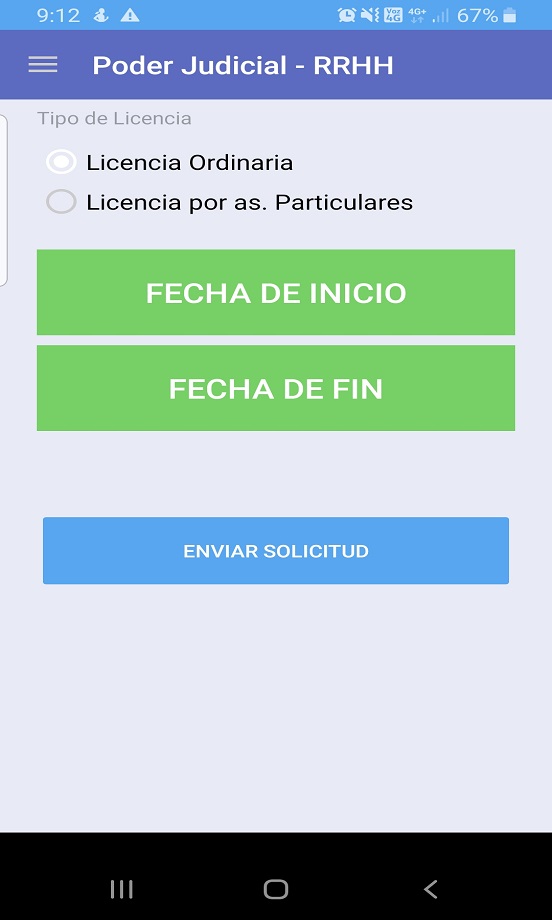 9:12 Voz 4G 4G+ 67%
Poder Judicial - RRHH
Tipo de Licencia
Licencia Ordinaria
Licencia por as. Particulares
FECHA DE INICIO
FECHA DE FIN
ENVIAR SOLICITUD